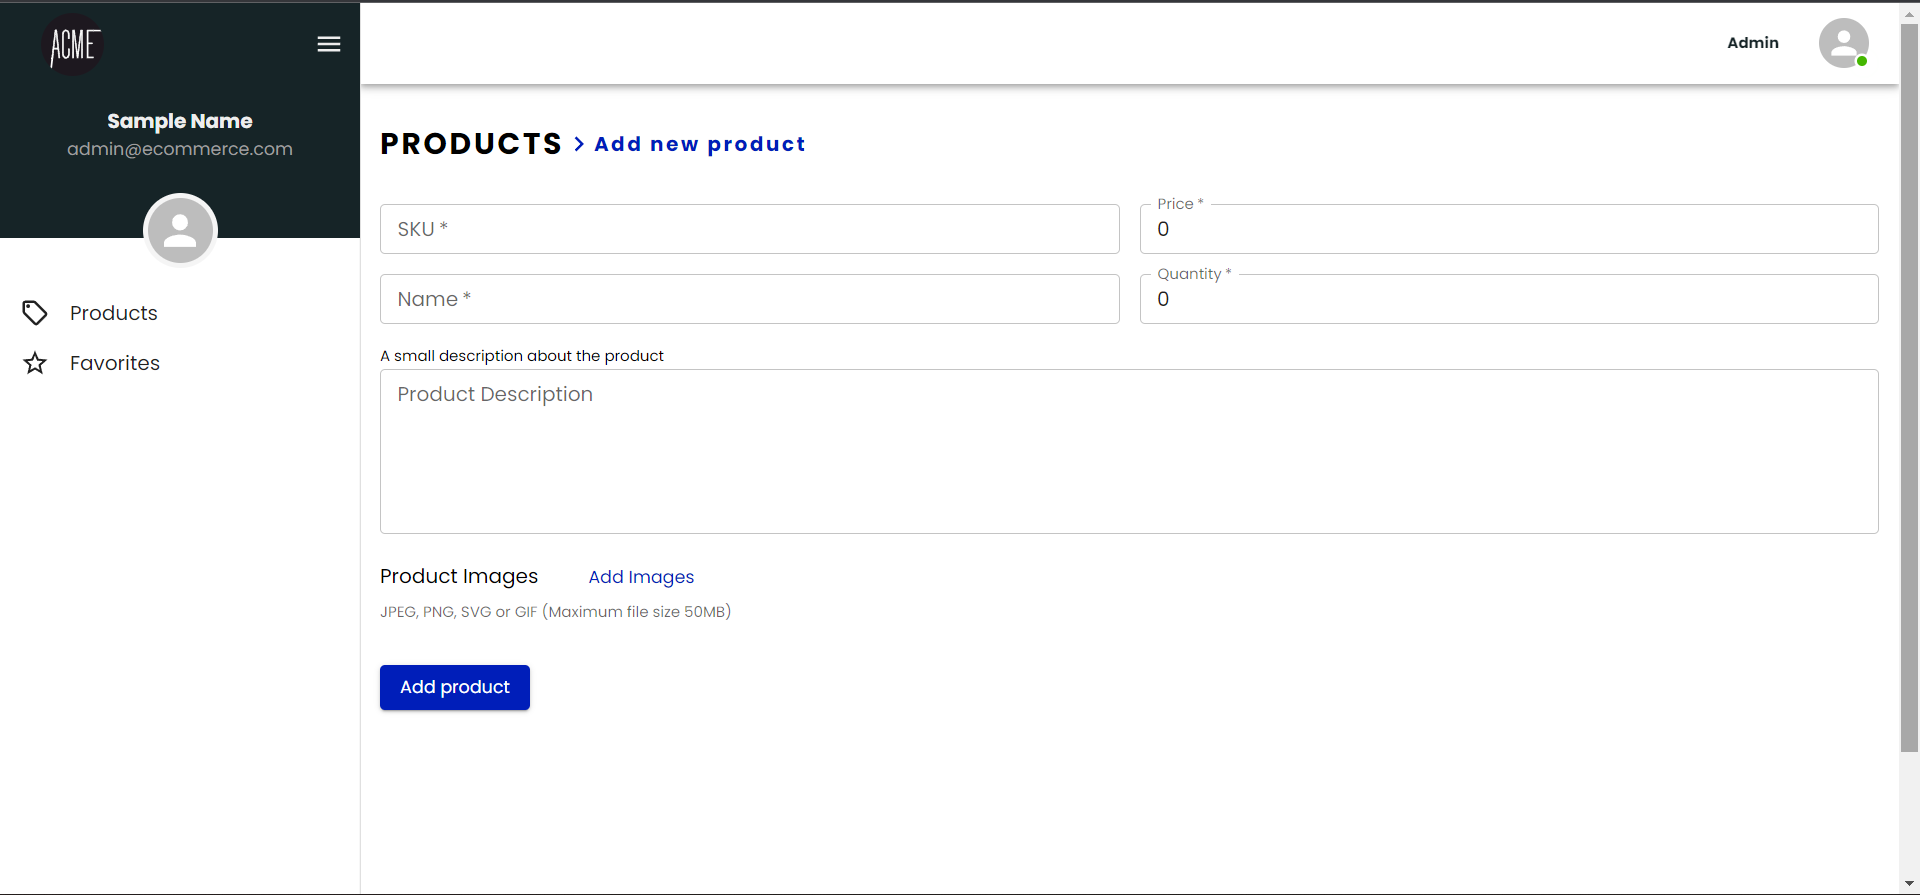 ACME
Sample Name
admin@ecommerce.com
Products
Favorites
Admin
PRODUCTS > Add new product
SKU *
Price *
0
Name *
Quantity *
0
A small description about the product
Product Description
Product Images Add Images
JPEG, PNG, SVG or GIF (Maximum file size 50MB)
Add product